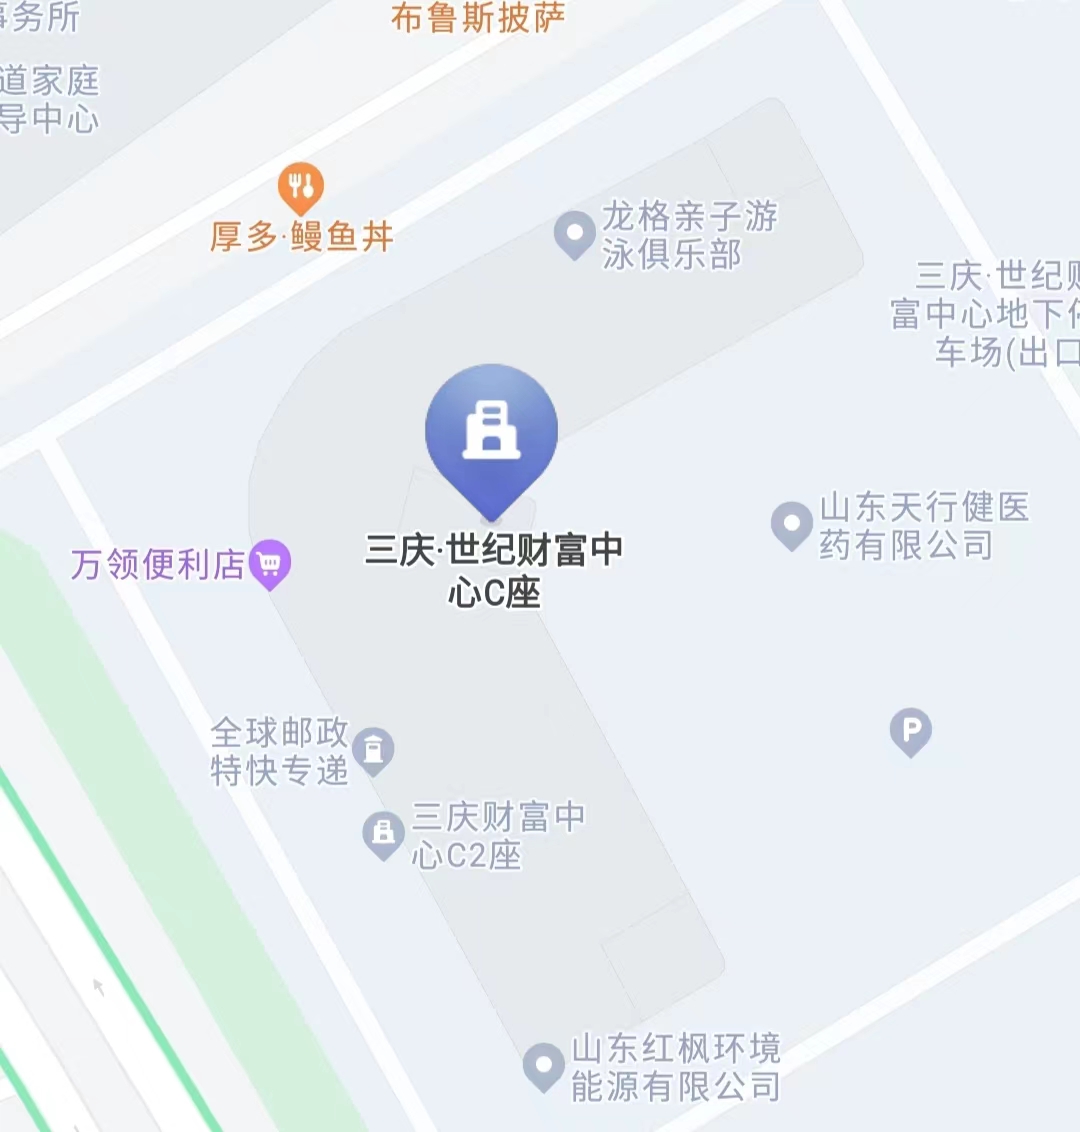 事务所
布鲁斯披萨
道家庭
导中心
厚多·鳗鱼丼
龙格亲子游
泳俱乐部
三庆·世纪财
富中心地下停
车场(出口
山东天行健医
药有限公司
三庆·世纪财富中
心C座
万领便利店
全球邮政
特快专递
P
三庆财富中
心C2座
山东红枫环境
能源有限公司